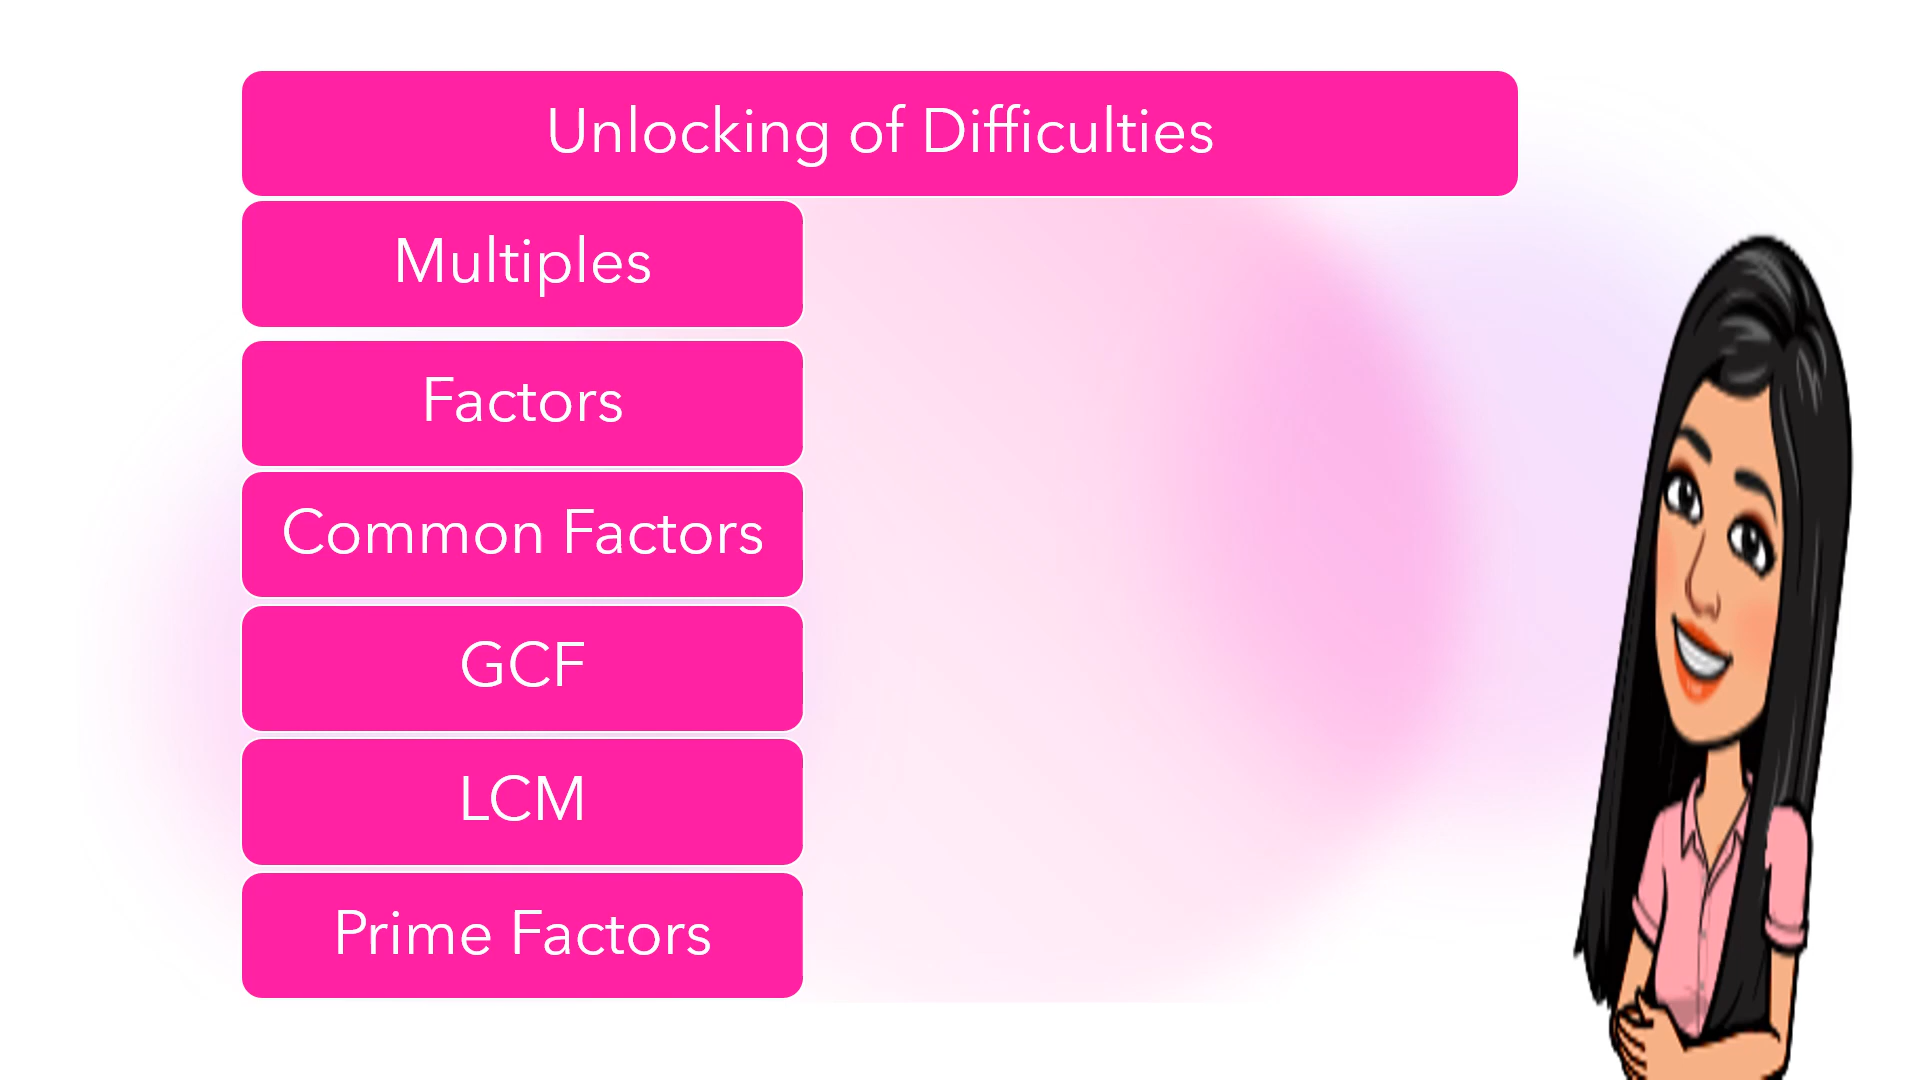 Unlocking of Difficulties
Multiples
Factors
Common Factors
GCF
LCM
Prime Factors